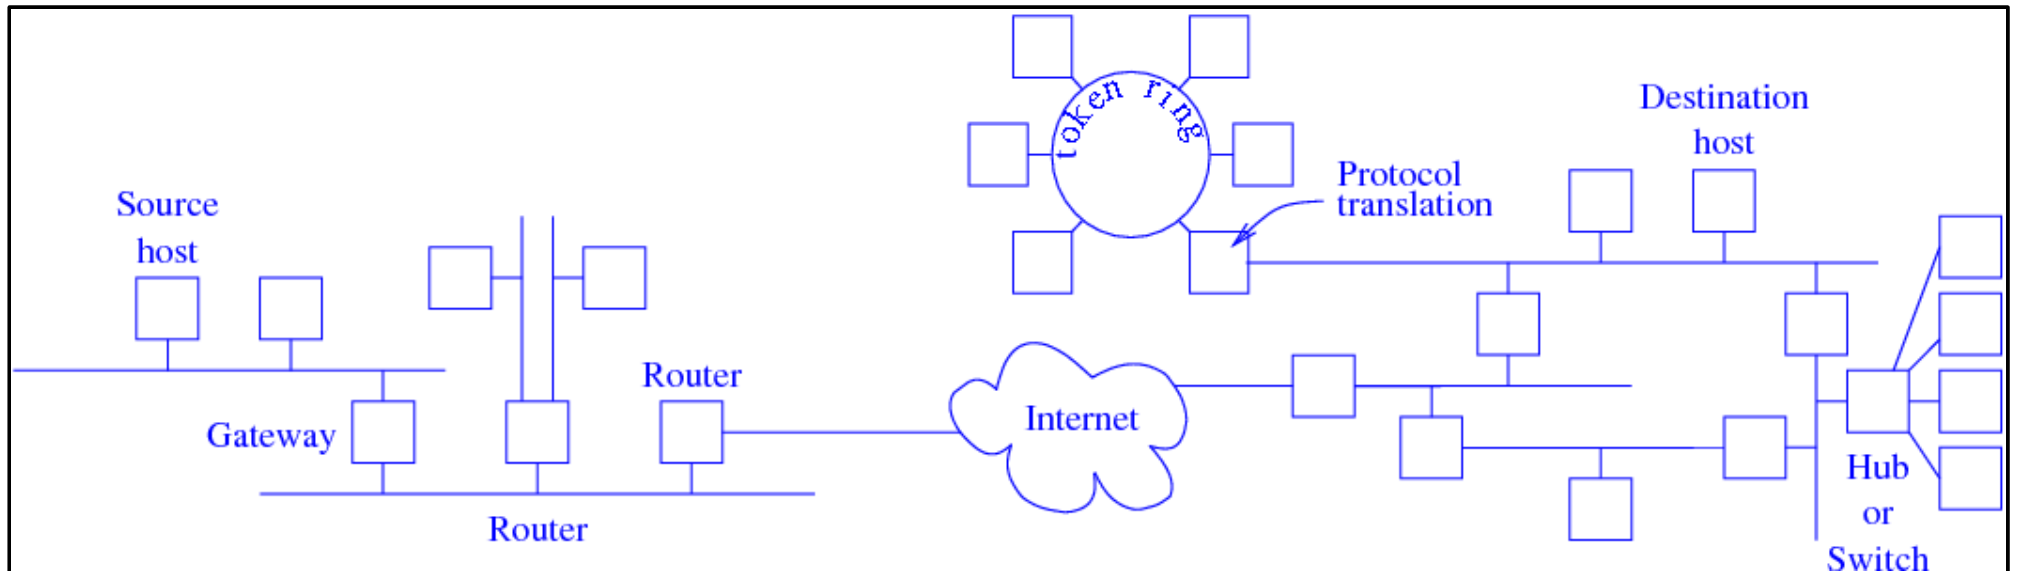 token ring
Destination
host
Protocol
translation
Source
host
Router
Internet
Gateway
Hub
or
Switch
Router